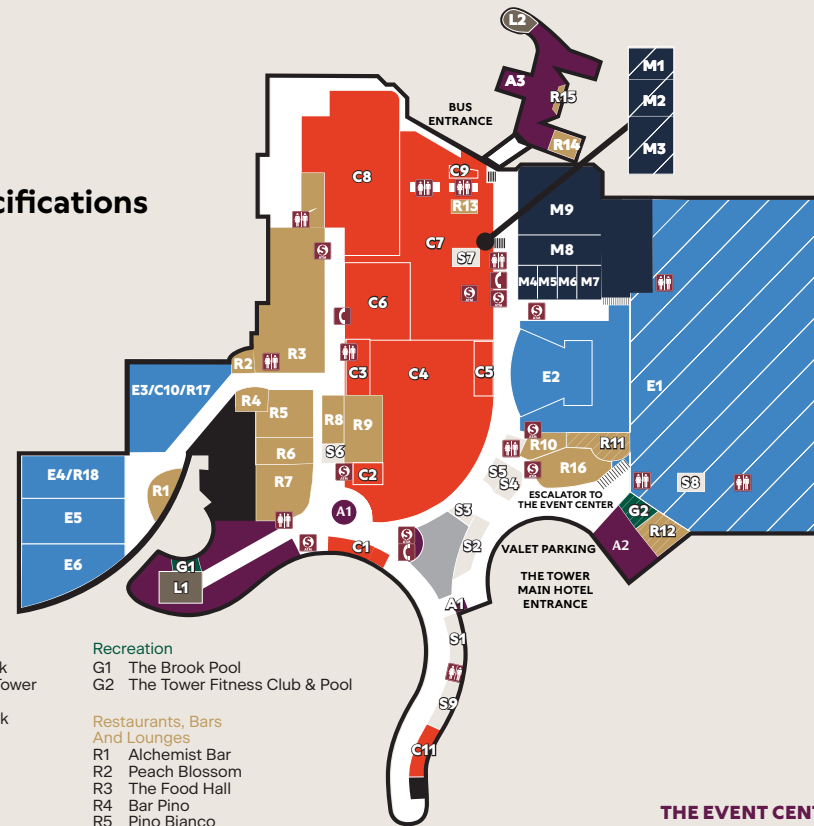 L2
A3
R15
R14
M1
M2
M3
BUS
ENTRANCE
cifications
C8
C9
R13
C7
S7
M9
M8
M4 M5 M6 M7
C6
R3
R2
C3
C4
C5
E2
E1
E3/C10/R17
R4
R5
R8
R9
R6
S6
R7
C2
R10
R11
R16
S5
S4
E4/R18
E5
E6
R1
A1
S3
S2
C1
ESCALATOR TO
THE EVENT CENTER
S8
G2
R12
A2
VALET PARKING
THE TOWER
MAIN HOTEL
ENTRANCE
G1
L1
A1
S1
S9
C11
k
Tower
k
Recreation
G1 The Brook Pool
G2 The Tower Fitness Club & Pool
Restaurants, Bars
And Lounges
R1 Alchemist Bar
R2 Peach Blossom
R3 The Food Hall
R4 Bar Pino
R5 Pino Bianco
THE EVENT CENT